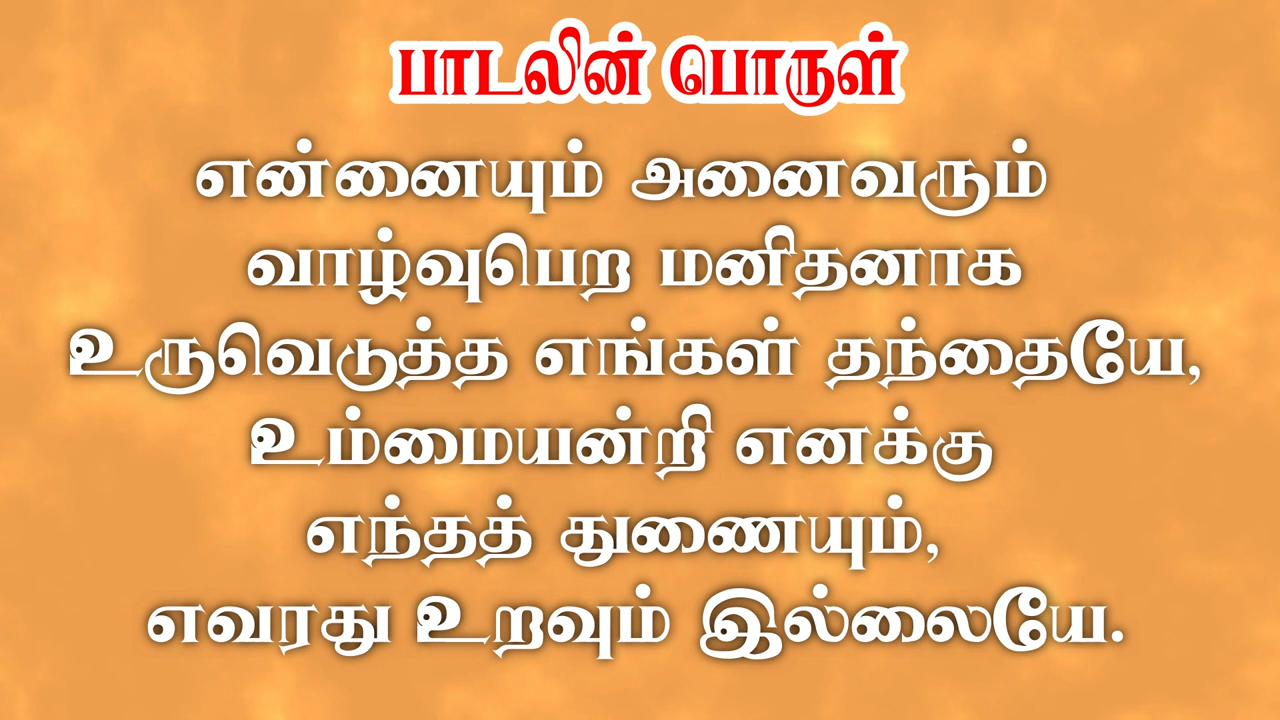 பாடலின் பொருள்
என்னையும் அனைவரும்
வாழ்வுபெற மனிதனாக
உருவெடுத்த எங்கள் தந்தையே,
உம்மையன்றி எனக்கு
எந்தத் துணையும்,
எவரது உறவும் இல்லையே.